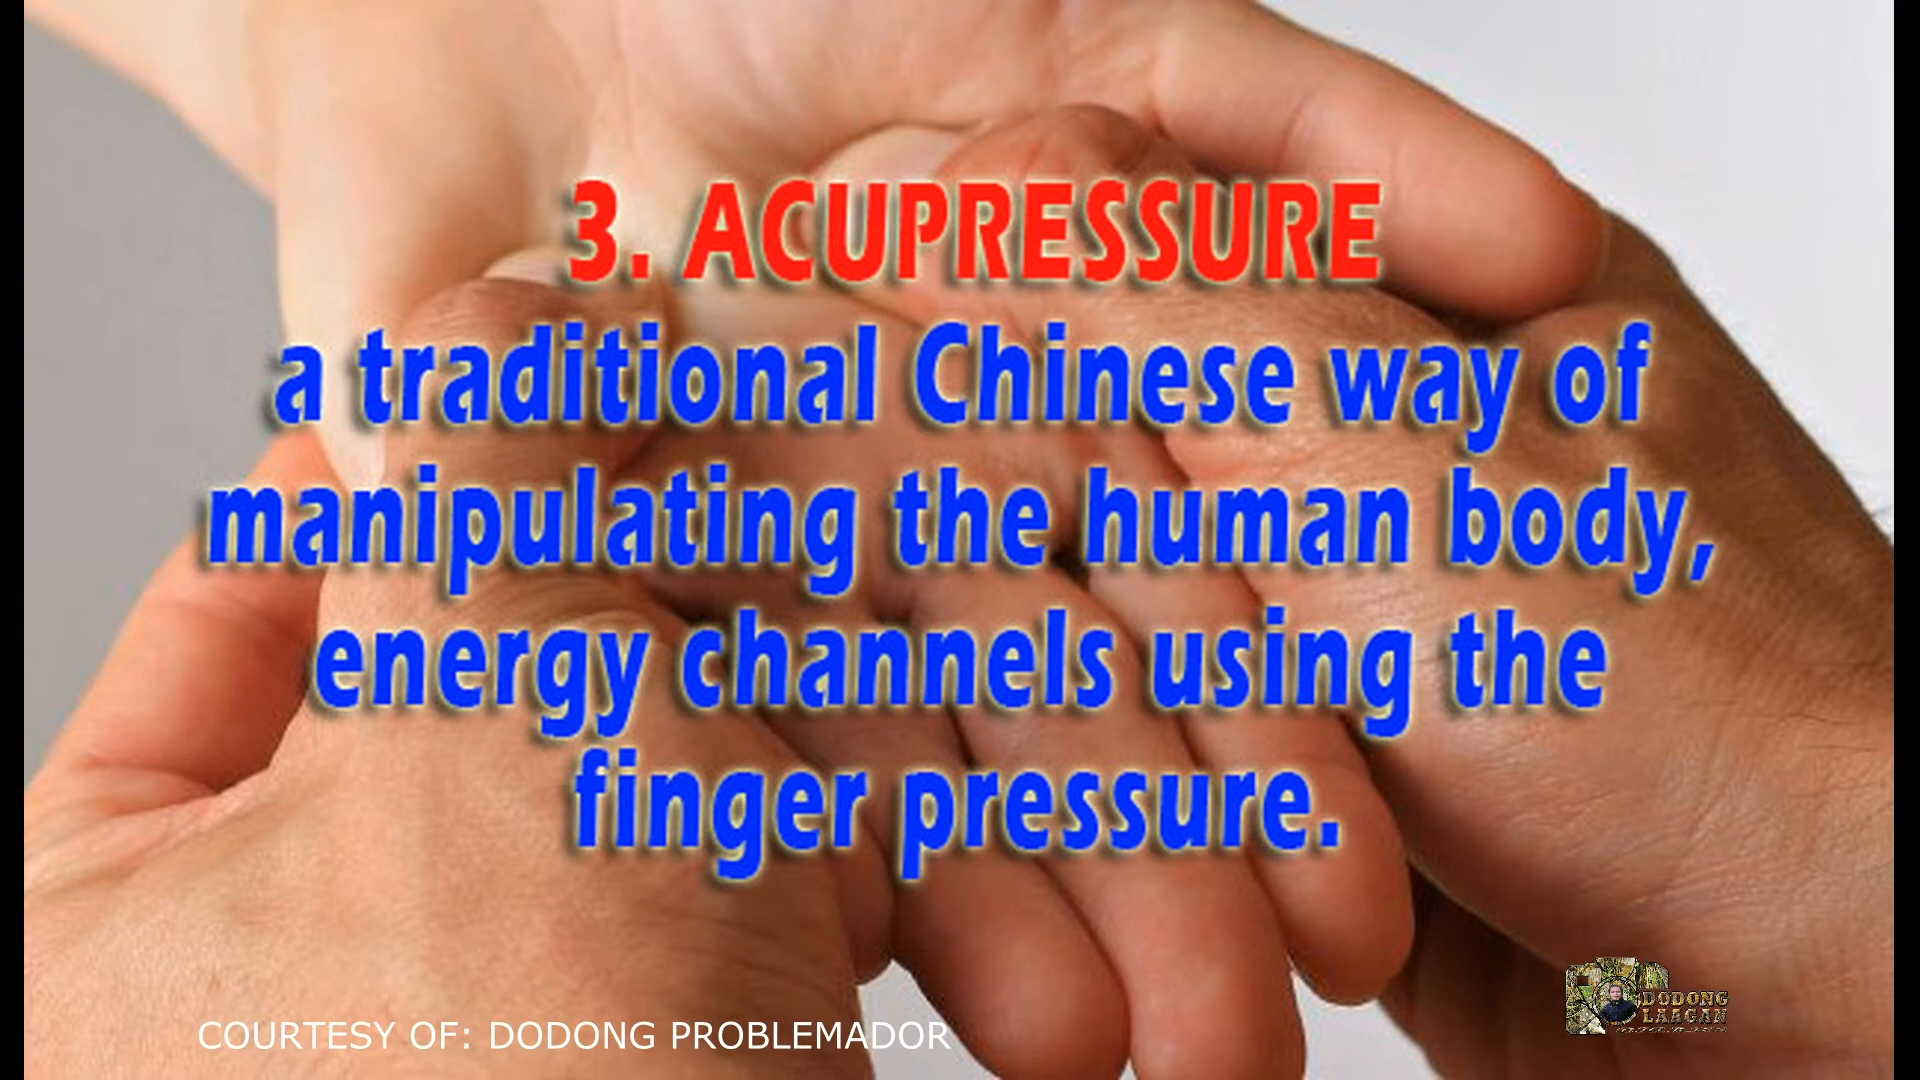 3. ACUPRESSURE
a traditional Chinese way of
manipulating the human body,
energy channels using the
finger pressure.
COURTESY OF: DODONG PROBLEMADOR
DODONG
LAAGAN